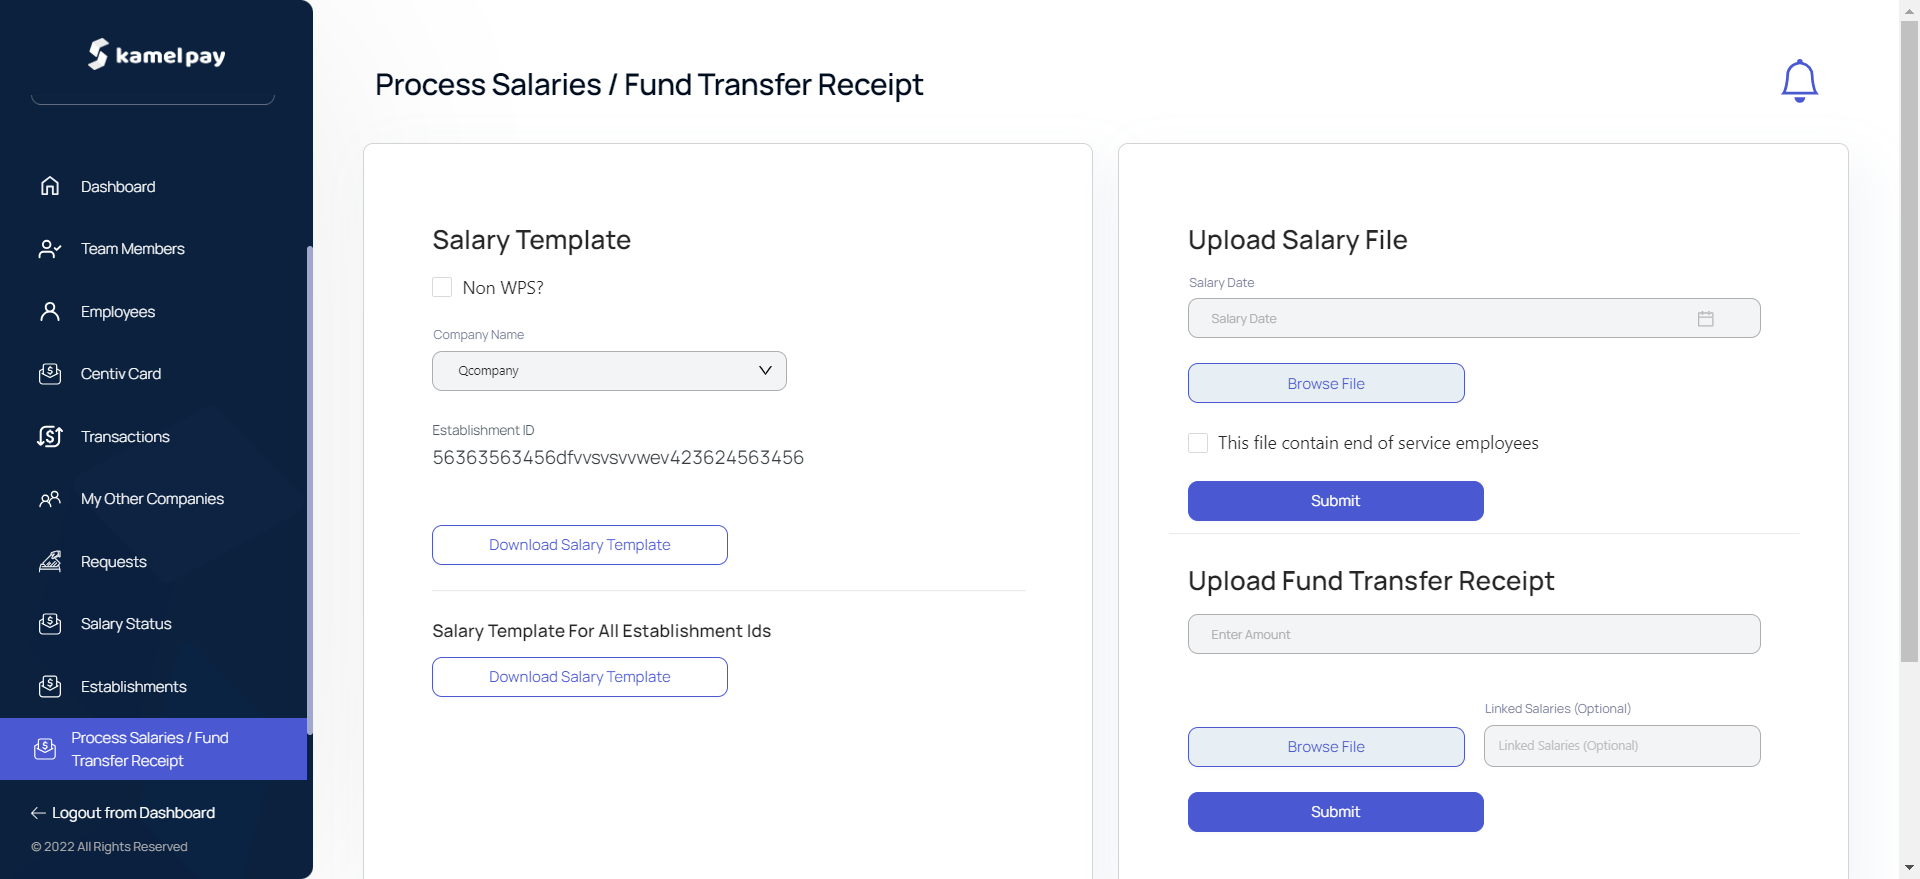 kamelpay
Dashboard
Team Members
Employees
Centiv Card
Transactions
My Other Companies
Requests
Salary Status
Establishments
Process Salaries / Fund
Transfer Receipt
Logout from Dashboard
© 2022 All Rights Reserved
Process Salaries / Fund Transfer Receipt
Salary Template
Non WPS?
Company Name
Qcompany
Establishment ID
56363563456dfvvsvsvvwev423624563456
Download Salary Template
Salary Template For All Establishment Ids
Download Salary Template
Upload Salary File
Salary Date
Salary Date
Browse File
This file contain end of service employees
Submit
Upload Fund Transfer Receipt
Enter Amount
Linked Salaries (Optional)
Browse File
Linked Salaries (Optional)
Submit